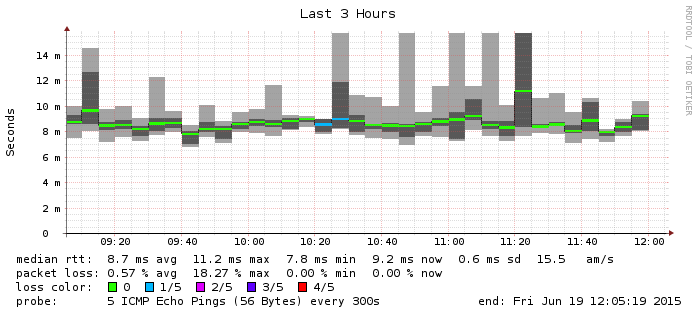 Last 3 Hours
RRDTOOL / TOBI OETIKER
Seconds
14 m
12 m
10 m
8 m
6 m
4 m
2 m
0
09:20 09:40 10:00 10:20 10:40 11:00 11:20 11:40 12:00
median rtt: 8.7 ms avg 11.2 ms max 7.8 ms min 9.2 ms now 0.6 ms sd 15.5 am/s
packet loss: 0.57 % avg 18.27 % max 0.00 % min 0.00 % now
loss color: 0 1/5 2/5 3/5 4/5
probe: 5 ICMP Echo Pings (56 Bytes) every 300s end: Fri Jun 19 12:05:19 2015